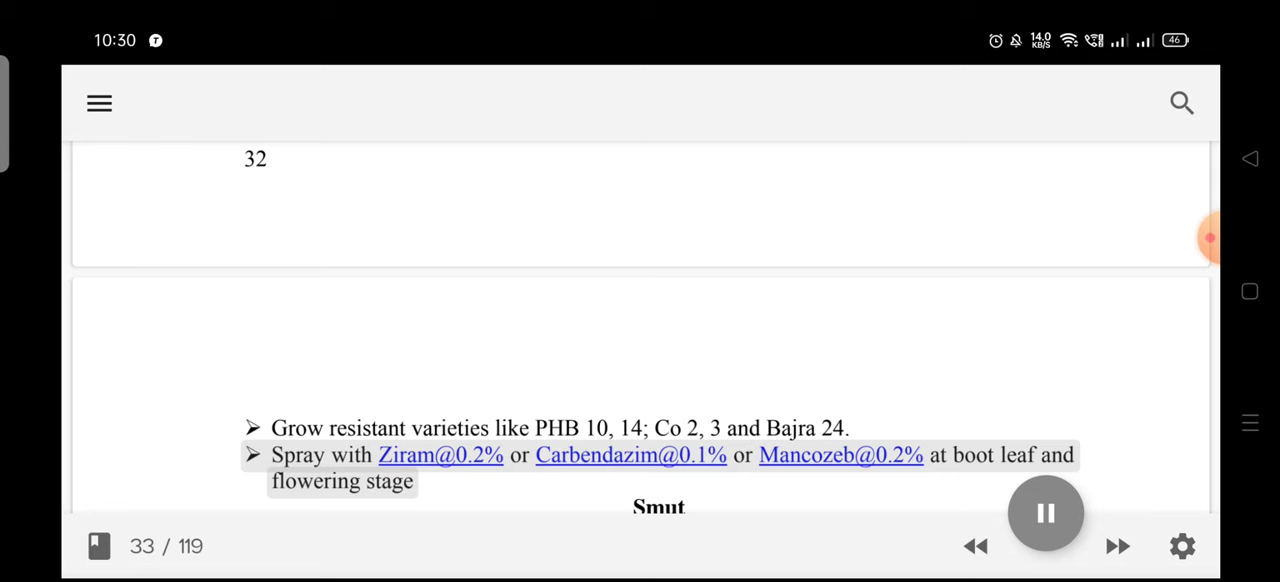 10:30
14.0
KB/S
46
32
➢ Grow resistant varieties like PHB 10, 14; Co 2, 3 and Bajra 24.
➢ Spray with Ziram@0.2% or Carbendazim@0.1% or Mancozeb@0.2% at boot leaf and
flowering stage
Smut
33 / 119